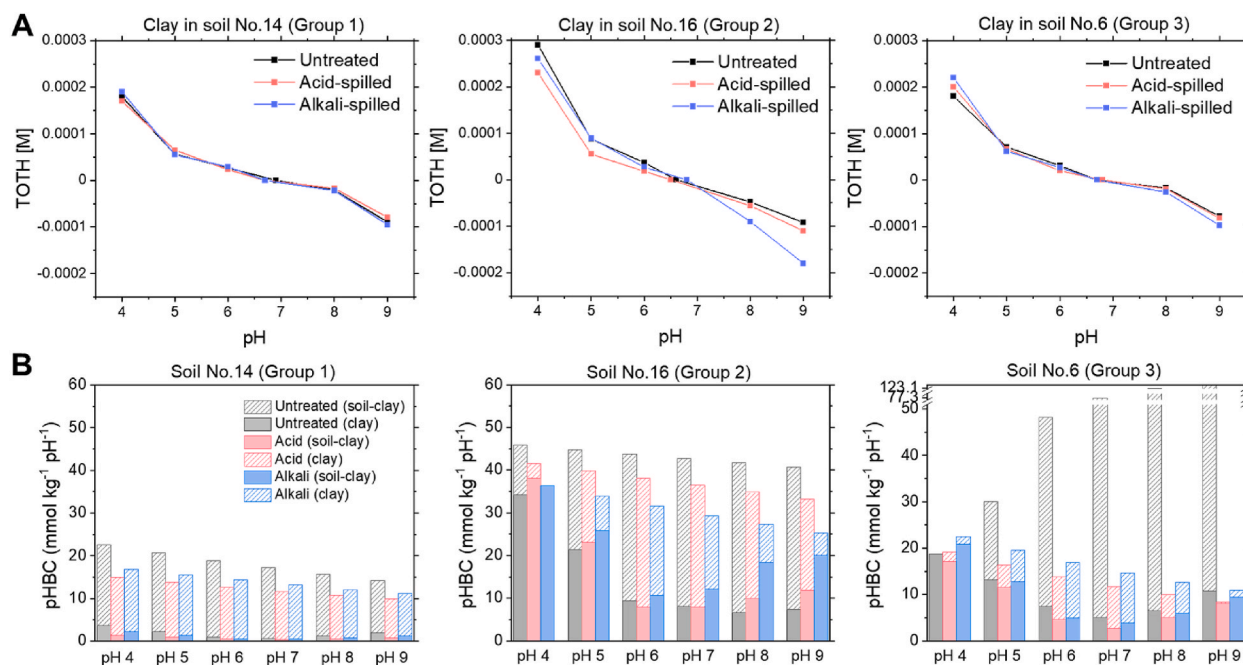 A
Clay in soil No.14 (Group 1)
Clay in soil No.16 (Group 2)
Clay in soil No.6 (Group 3)
0.0003
0.0002
0.0001
0
-0.0001
-0.0002
TOTH [M]
Untreated
Acid-spilled
Alkali-spilled
4 5 6 7 8 9
pH
0.0003
0.0002
0.0001
0
-0.0001
-0.0002
TOTH [M]
Untreated
Acid-spilled
Alkali-spilled
4 5 6 7 8 9
pH
0.0003
0.0002
0.0001
0
-0.0001
-0.0002
TOTH [M]
Untreated
Acid-spilled
Alkali-spilled
4 5 6 7 8 9
pH
B
Soil No.14 (Group 1)
Soil No.16 (Group 2)
Soil No.6 (Group 3)
60
50
40
30
20
10
0
pHBC (mmol kg⁻¹ pH⁻¹)
Untreated (soil-clay)
Untreated (clay)
Acid (soil-clay)
Acid (clay)
Alkali (soil-clay)
Alkali (clay)
pH 4 pH 5 pH 6 pH 7 pH 8 pH 9
60
50
40
30
20
10
0
pHBC (mmol kg⁻¹ pH⁻¹)
pH 4 pH 5 pH 6 pH 7 pH 8 pH 9
123.1
77.3
50
40
30
20
10
0
pHBC (mmol kg⁻¹ pH⁻¹)
pH 4 pH 5 pH 6 pH 7 pH 8 pH 9